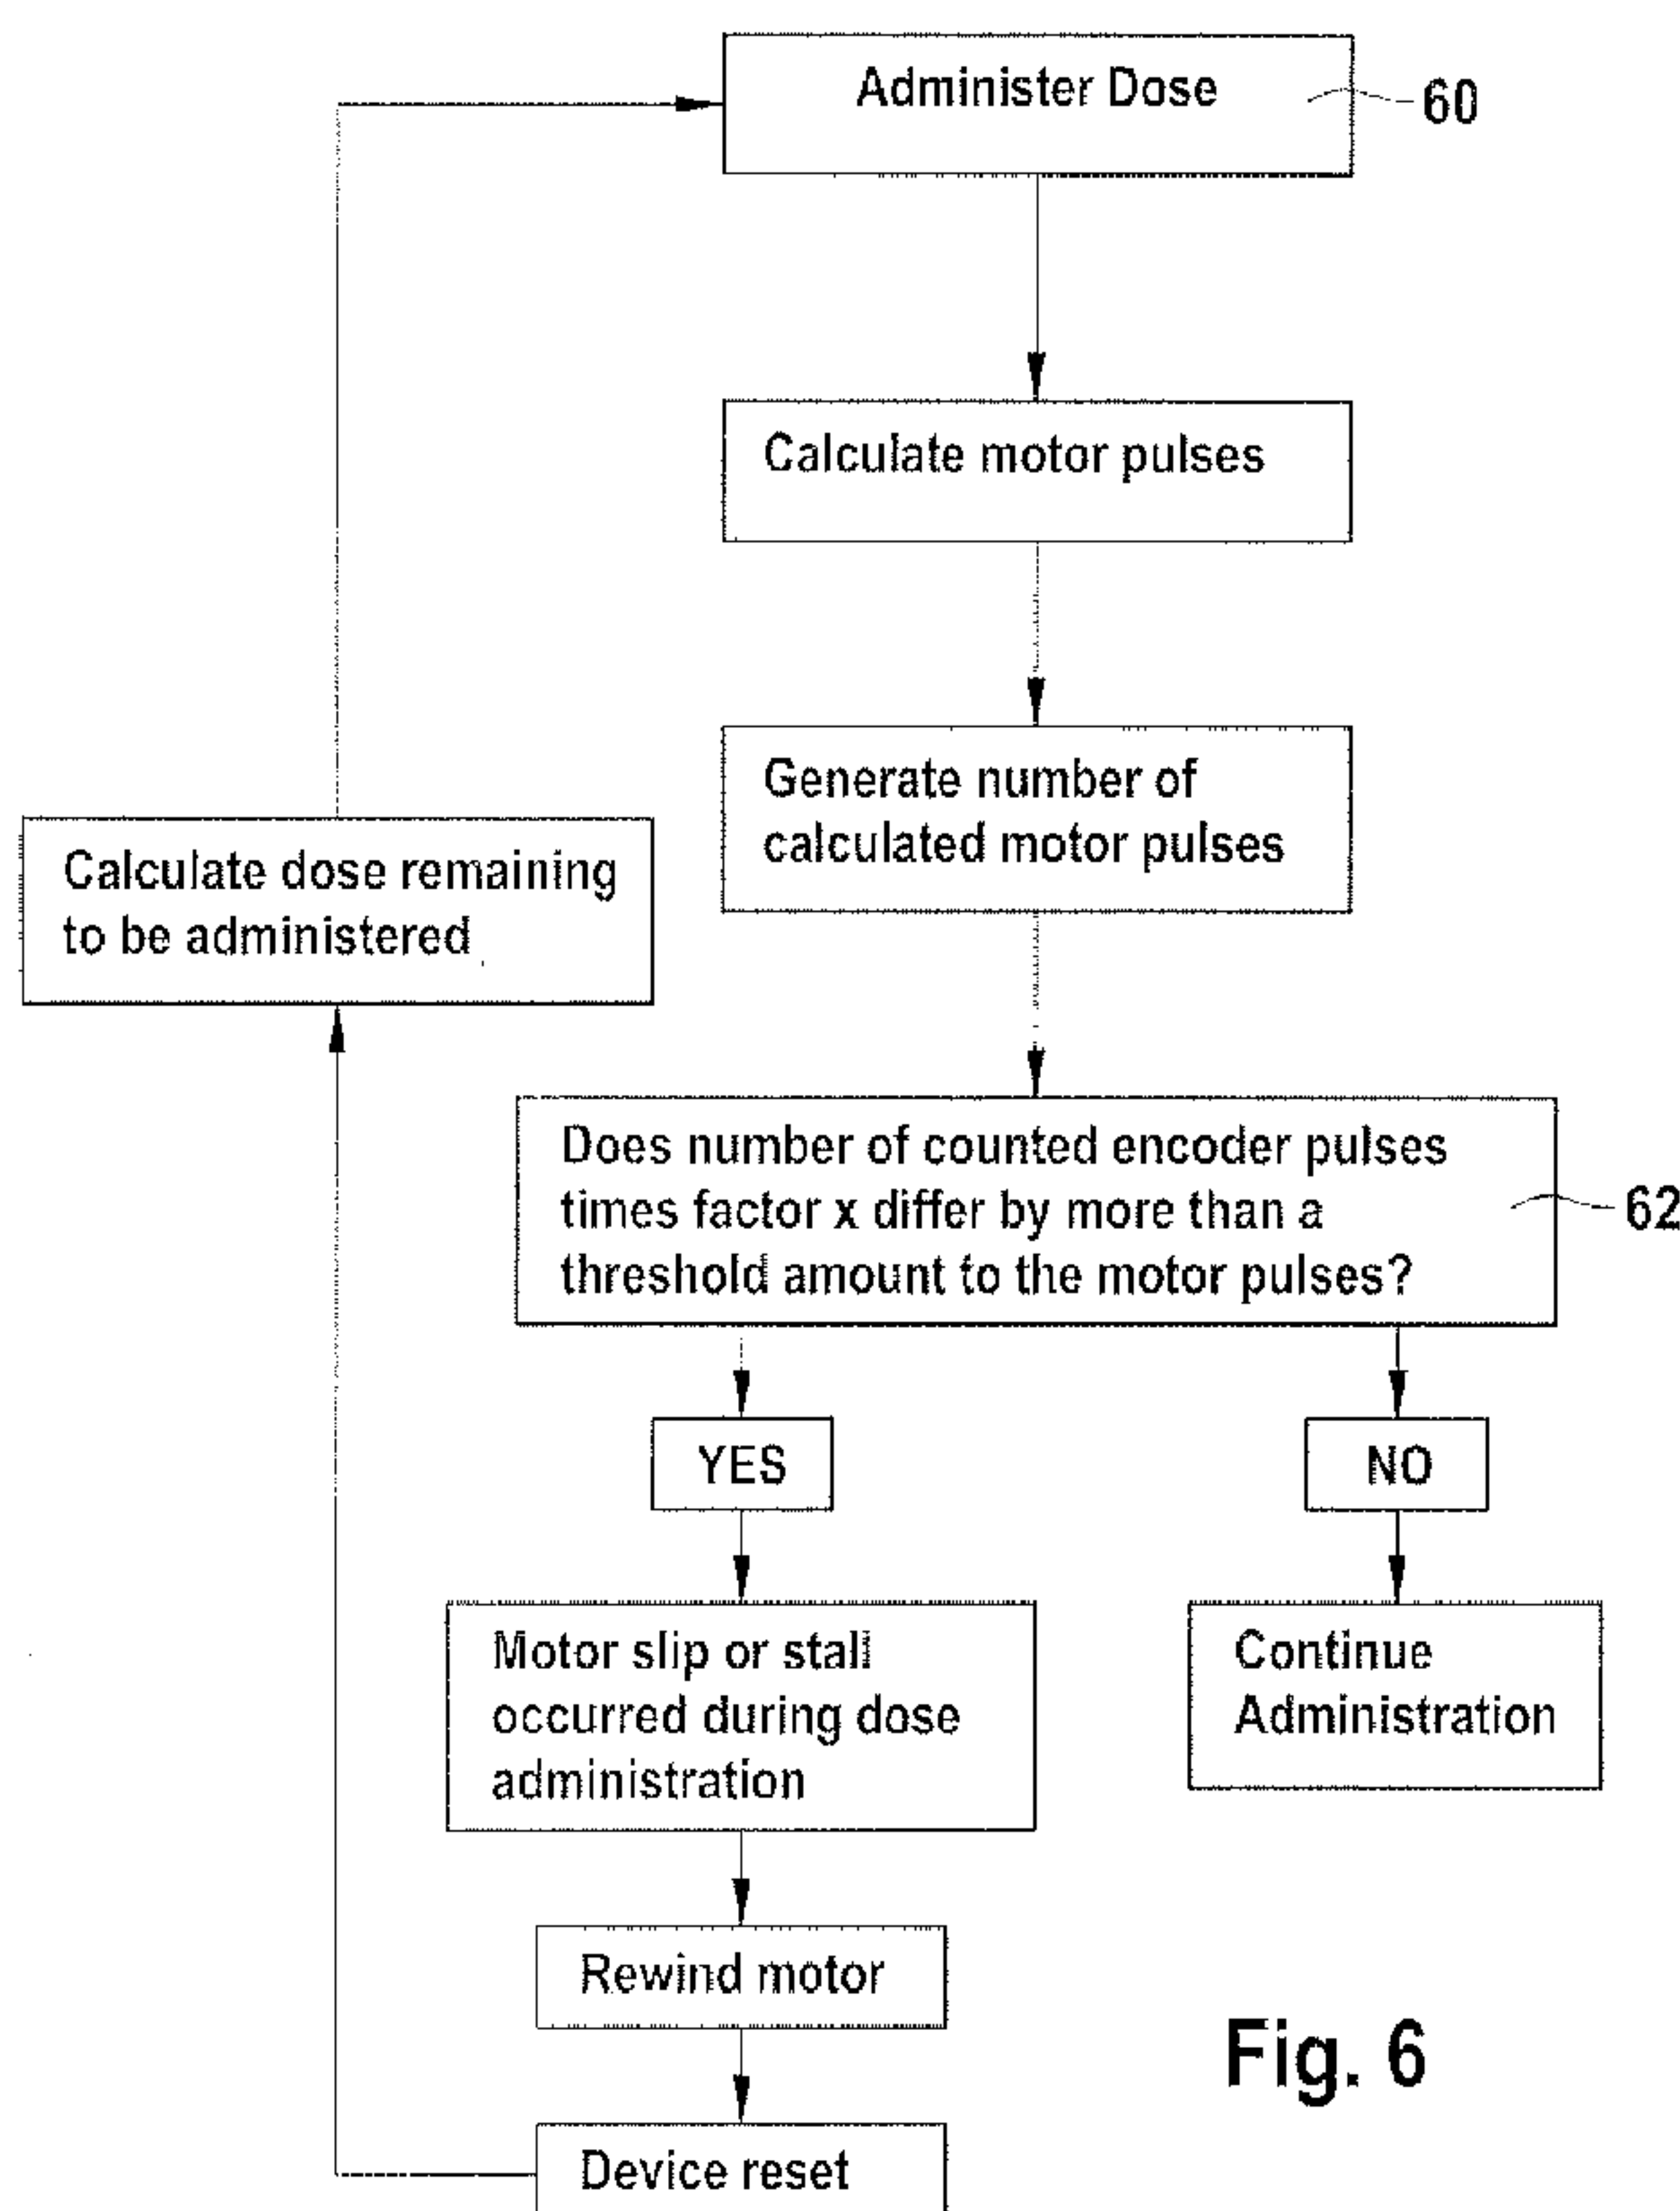 Administer Dose
60
Calculate motor pulses
Generate number of
calculated motor pulses
Calculate dose remaining
to be administered
Does number of counted encoder pulses
times factor x differ by more than a
threshold amount to the motor pulses?
62
YES
NO
Motor slip or stall
occurred during dose
administration
Continue
Administration
Rewind motor
Device reset
Fig. 6